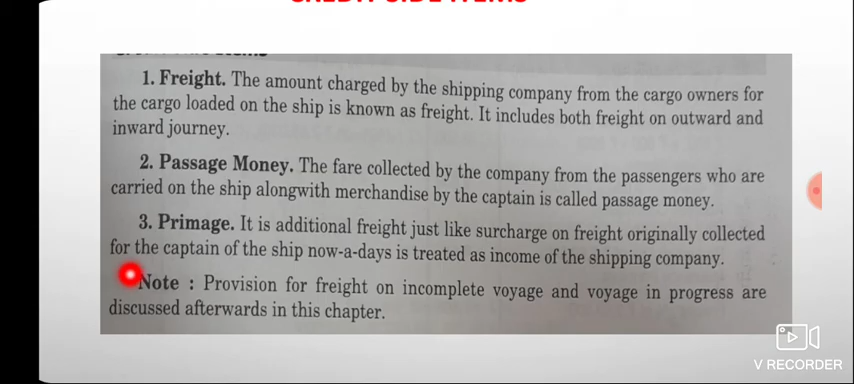 CREDIT SIDE ITEMS
1. Freight. The amount charged by the shipping company from the cargo owners for
the cargo loaded on the ship is known as freight. It includes both freight on outward and
inward journey.
2. Passage Money. The fare collected by the company from the passengers who are
carried on the ship alongwith merchandise by the captain is called passage money.
3. Primage. It is additional freight just like surcharge on freight originally collected
for the captain of the ship now-a-days is treated as income of the shipping company.
Note : Provision for freight on incomplete voyage and voyage in progress are
discussed afterwards in this chapter.
V RECORDER